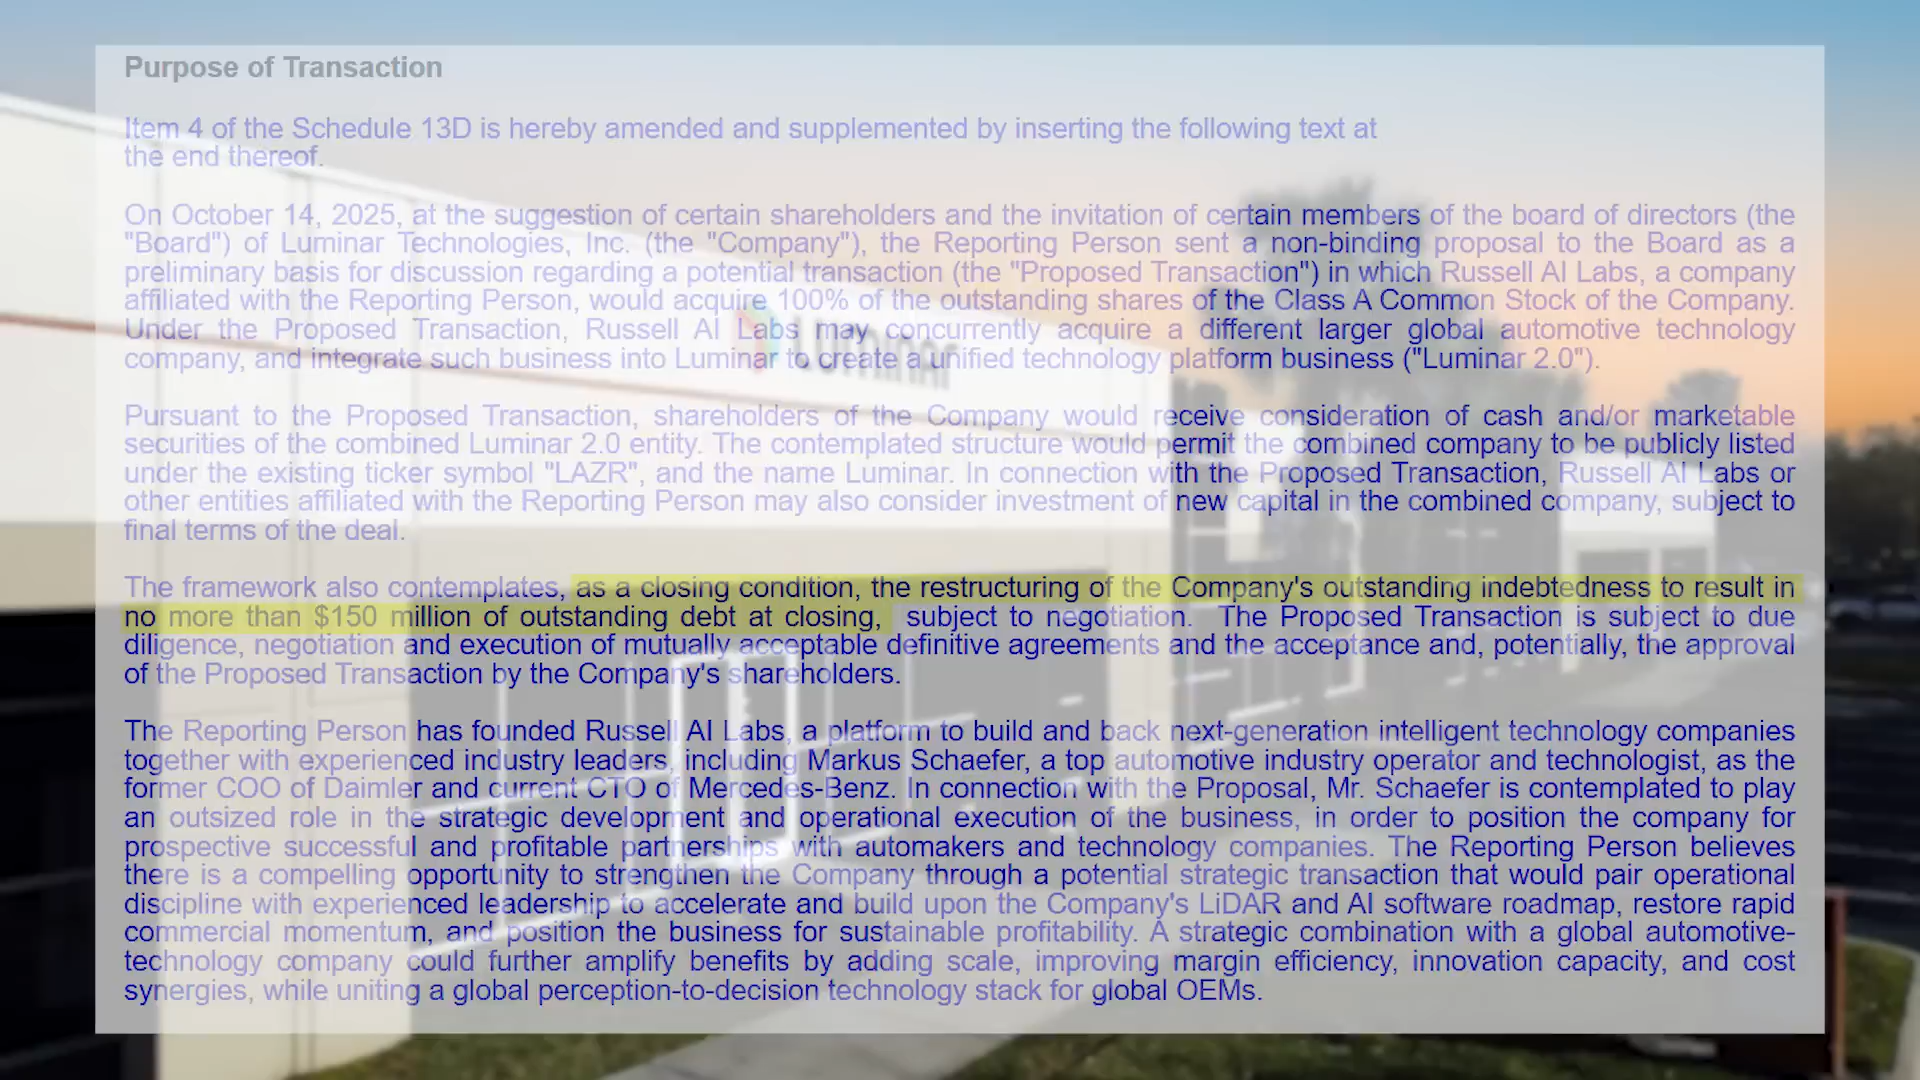 Purpose of Transaction
Item 4 of the Schedule 13D is hereby amended and supplemented by inserting the following text at
the end thereof.
On October 14, 2025, at the suggestion of certain shareholders and the invitation of certain members of the board of directors (the
"Board") of Luminar Technologies, Inc. (the "Company"), the Reporting Person sent a non-binding proposal to the Board as a
preliminary basis for discussion regarding a potential transaction (the "Proposed Transaction") in which Russell AI Labs, a company
affiliated with the Reporting Person, would acquire 100% of the outstanding shares of the Class A Common Stock of the Company.
Under the Proposed Transaction, Russell AI Labs may concurrently acquire a different larger global automotive technology
company, and integrate such business into Luminar to create a unified technology platform business ("Luminar 2.0").
Luminar
Pursuant to the Proposed Transaction, shareholders of the Company would receive consideration of cash and/or marketable
securities of the combined Luminar 2.0 entity. The contemplated structure would permit the combined company to be publicly listed
under the existing ticker symbol "LAZR", and the name Luminar. In connection with the Proposed Transaction, Russell AI Labs or
other entities affiliated with the Reporting Person may also consider investment of new capital in the combined company, subject to
final terms of the deal.
The framework also contemplates, as a closing condition, the restructuring of the Company's outstanding indebtedness to result in
no more than $150 million of outstanding debt at closing, subject to negotiation. The Proposed Transaction is subject to due
diligence, negotiation and execution of mutually acceptable definitive agreements and the acceptance and, potentially, the approval
of the Proposed Transaction by the Company's shareholders.
The Reporting Person has founded Russell AI Labs, a platform to build and back next-generation intelligent technology companies
together with experienced industry leaders, including Markus Schaefer, a top automotive industry operator and technologist, as the
former COO of Daimler and current CTO of Mercedes-Benz. In connection with the Proposal, Mr. Schaefer is contemplated to play
an outsized role in the strategic development and operational execution of the business, in order to position the company for
prospective successful and profitable partnerships with automakers and technology companies. The Reporting Person believes
there is a compelling opportunity to strengthen the Company through a potential strategic transaction that would pair operational
discipline with experienced leadership to accelerate and build upon the Company's LiDAR and AI software roadmap, restore rapid
commercial momentum, and position the business for sustainable profitability. A strategic combination with a global automotive-
technology company could further amplify benefits by adding scale, improving margin efficiency, innovation capacity, and cost
synergies, while uniting a global perception-to-decision technology stack for global OEMs.